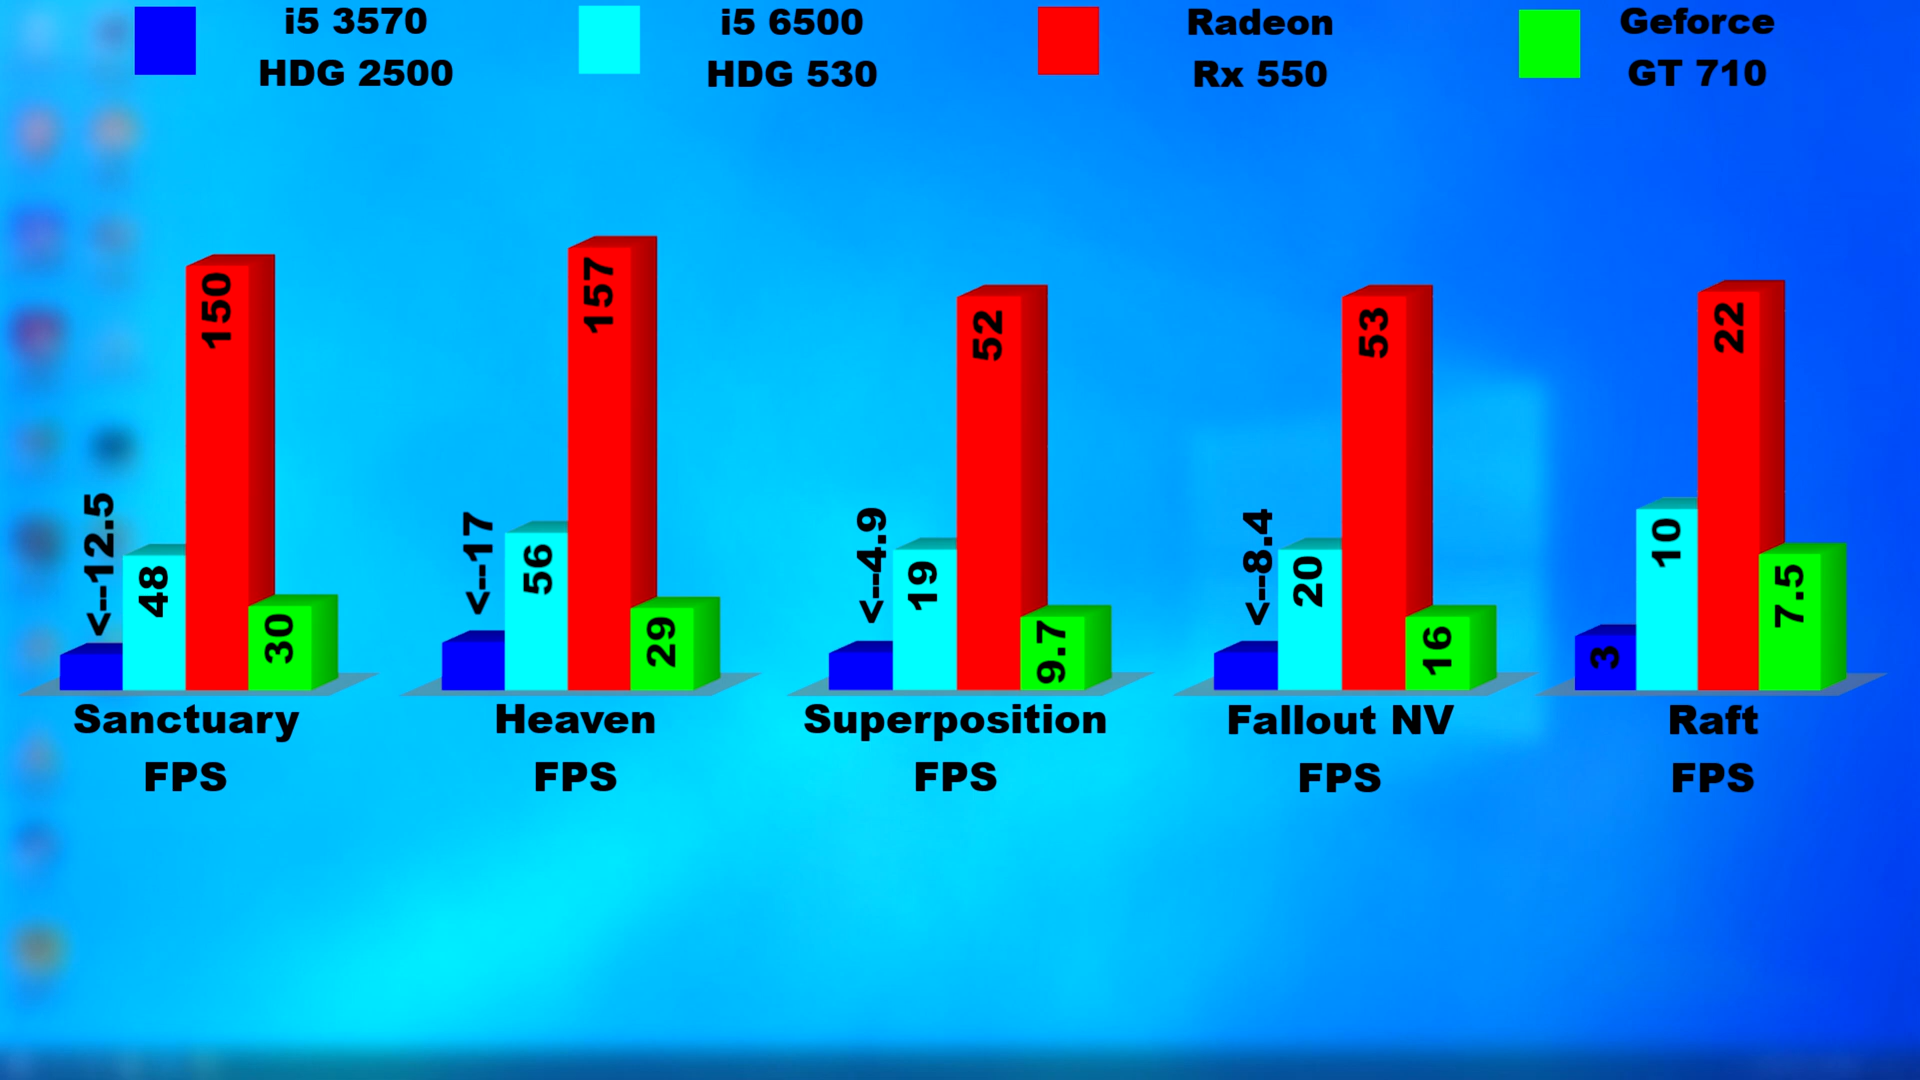 i5 3570
HDG 2500
i5 6500
HDG 530
Radeon
Rx 550
Geforce
GT 710
<--12.5
48
150
30
<--17
56
157
29
<--4.9
19
52
9.7
<--8.4
20
53
16
3
10
22
7.5
Sanctuary
FPS
Heaven
FPS
Superposition
FPS
Fallout NV
FPS
Raft
FPS